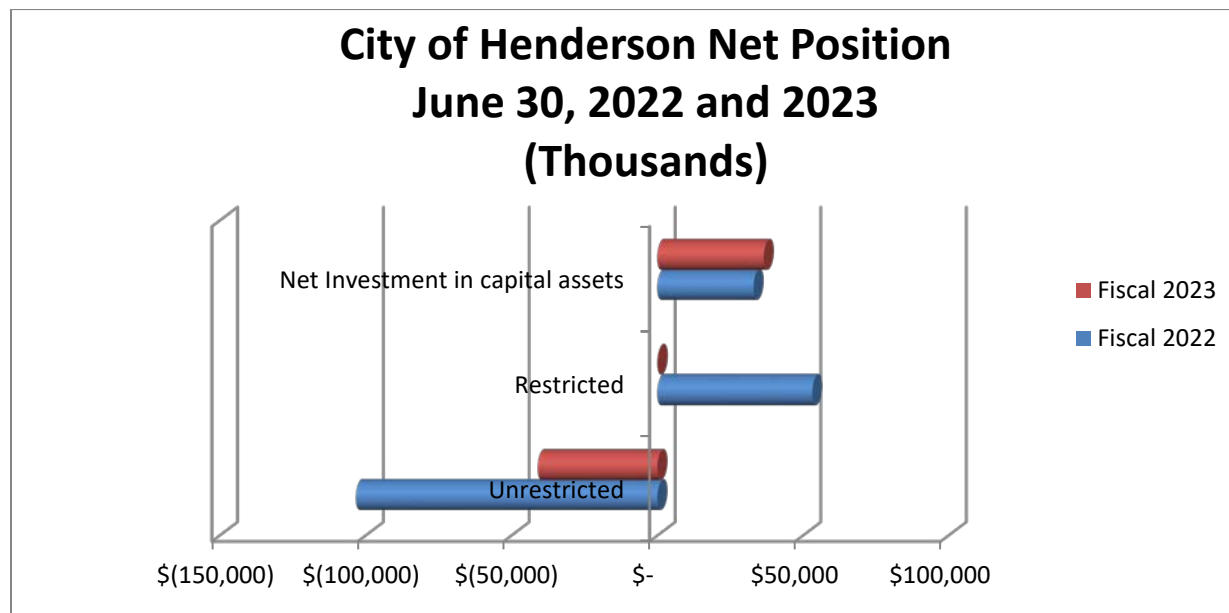 City of Henderson Net Position
June 30, 2022 and 2023
(Thousands)
Net Investment in capital assets
Restricted
Unrestricted
Fiscal 2023
Fiscal 2022
$(150,000) $(100,000) $(50,000) $- $50,000 $100,000